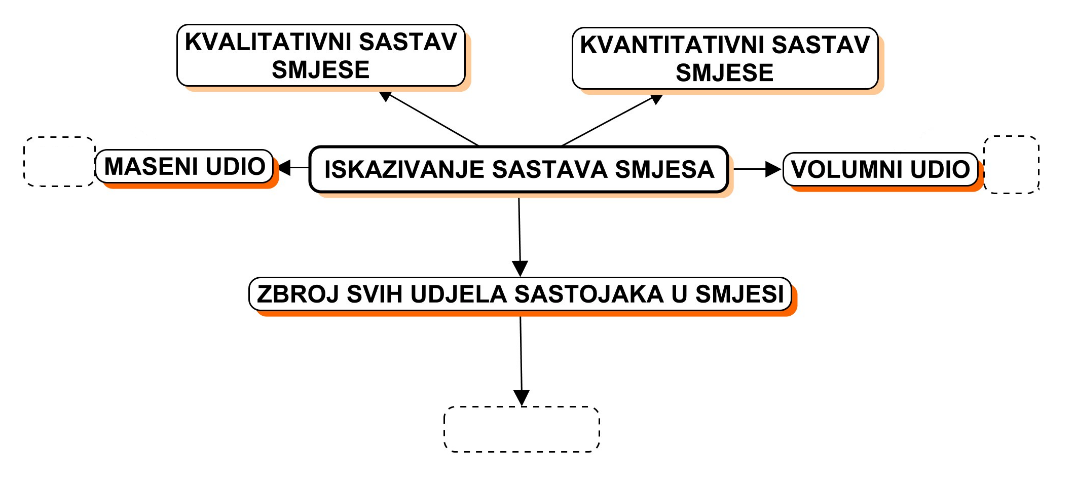 KVALITATIVNI SASTAV
SMJESE
KVANTITATIVNI SASTAV
SMJESE
MASENI UDIO
ISKAZIVANJE SASTAVA SMJESA
VOLUMNI UDIO
ZBROJ SVIH UDJELA SASTOJAKA U SMJESI